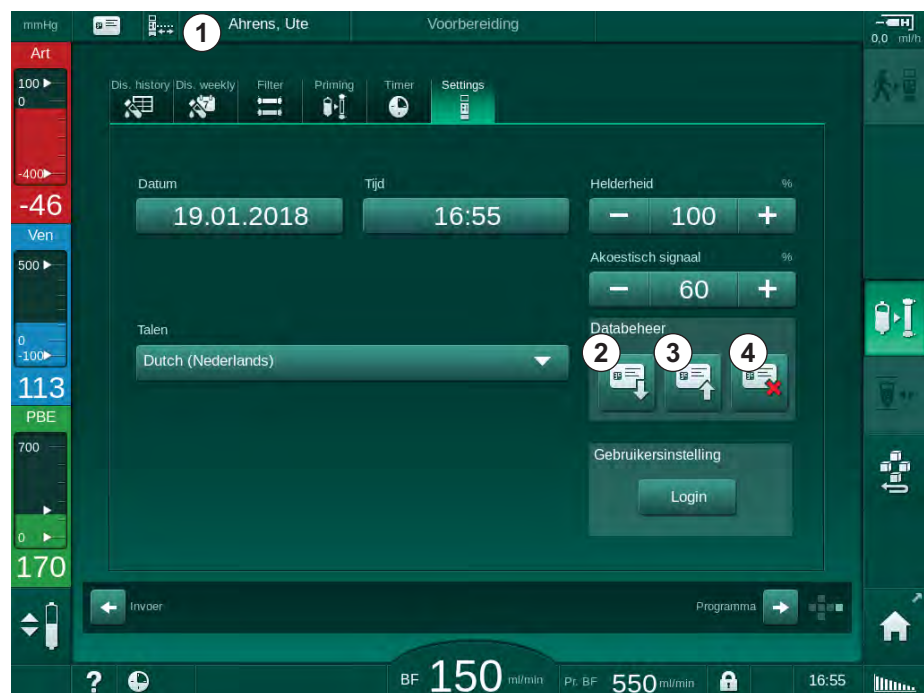 mmHg
1
Ahrens, Ute
Voorbereiding
0,0 ml/h
Art
100
0
-400
-46
Ven
500
0
-100
113
PBE
700
0
170
Dis. history Dis. weekly Filter Priming Timer Settings
7
Datum
19.01.2018
Tijd
16:55
Helderheid %
− 100 +
Akoestisch signaal %
− 60 +
Talen
Dutch (Nederlands)
Databeheer
2 3 4
Gebruikersinstelling
Login
Invoer
Programma
? BF 150 ml/min Pr. BF 550 ml/min 16:55